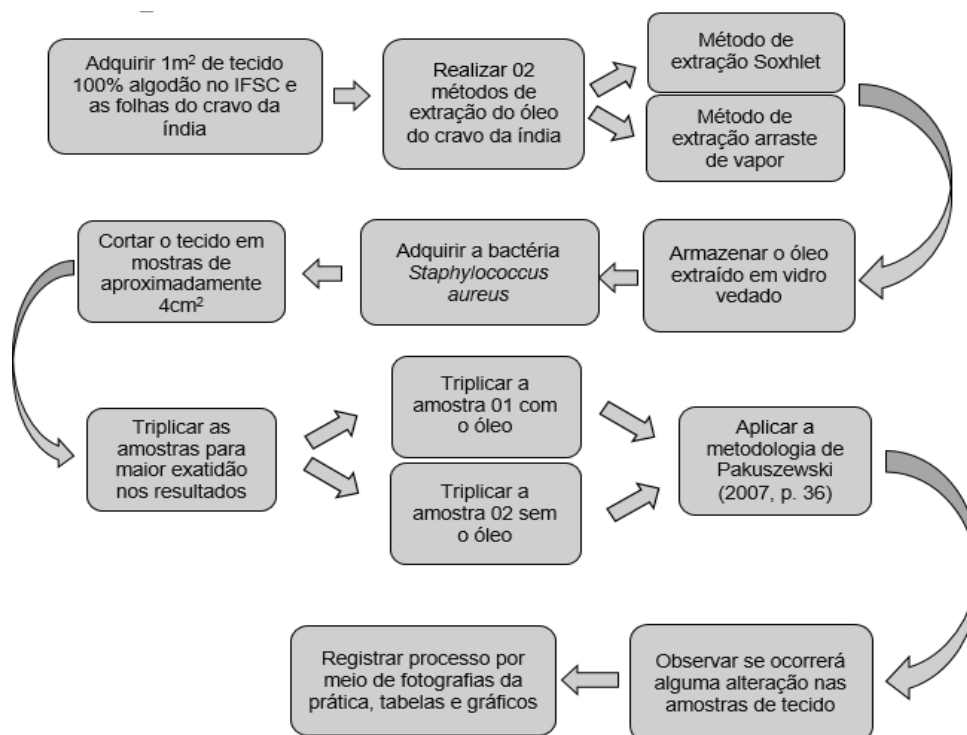 Adquirir 1m² de tecido
100% algodão no IFSC e
as folhas do cravo da
índia
Realizar 02
métodos de
extração do óleo
do cravo da índia
Método de
extração Soxhlet
Método de
extração arraste
de vapor
Armazenar o óleo
extraído em vidro
vedado
Adquirir a bactéria
Staphylococcus
aureus
Cortar o tecido em
mostras de
aproximadamente
4cm²
Triplicar as
amostras para
maior exatidão
nos resultados
Triplicar a
amostra 01 com
o óleo
Triplicar a
amostra 02 sem
o óleo
Aplicar a
metodologia de
Pakuszewski
(2007, p. 36)
Observar se ocorrerá
alguma alteração nas
amostras de tecido
Registrar processo por
meio de fotografias da
prática, tabelas e gráficos